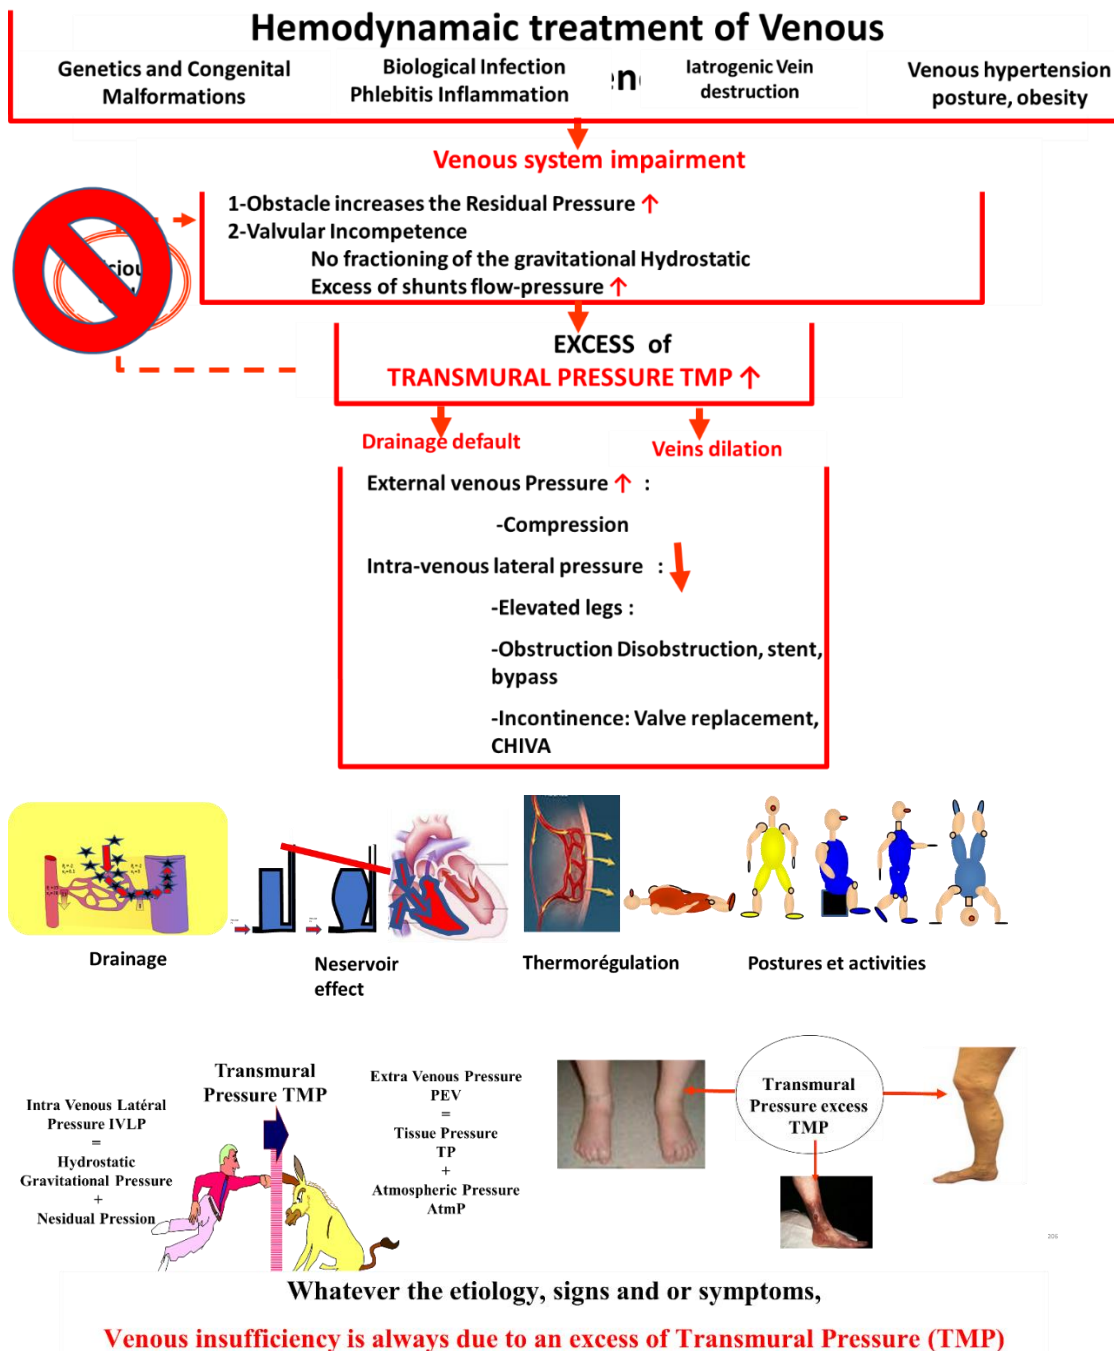 Hemodynamaic treatment of Venous
Genetics and Congenital
Malformations
Biological Infection
Phlebitis Inflammation
Iatrogenic Vein
destruction
Venous hypertension
posture, obesity
Venous system impairment
1-Obstacle increases the Residual Pressure ↑
2-Valvular Incompetence
No fractioning of the gravitational Hydrostatic
Excess of shunts flow-pressure ↑
EXCESS of
TRANSMURAL PRESSURE TMP ↑
Drainage default
Veins dilation
External venous Pressure ↑ :
-Compression
Intra-venous lateral pressure :
-Elevated legs :
-Obstruction Disobstruction, stent,
bypass
-Incontinence: Valve replacement,
CHIVA
Drainage
Neservoir
effect
Thermorégulation
Postures et activities
Intra Venous Latéral
Pressure IVLP
=
Hydrostatic
Gravitational Pressure
+
Nesidual Pression
Transmural
Pressure TMP
Extra Venous Pressure
PEV
=
Tissue Pressure
TP
+
Atmospheric Pressure
AtmP
Transmural
Pressure excess
TMP
206
Whatever the etiology, signs and or symptoms,
Venous insufficiency is always due to an excess of Transmural Pressure (TMP)